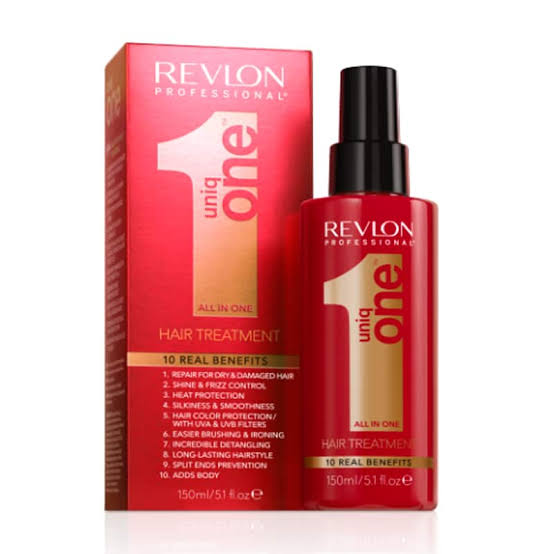 one
REVLON
PROFESSIONAL®
1
uniq
one
ALL IN ONE
HAIR TREATMENT
10 REAL BENEFITS
1. REPAIR FOR DRY & DAMAGED HAIR
2. SHINE & FRIZZ CONTROL
3. HEAT PROTECTION
4. SILKINESS & SMOOTHNESS
5. HAIR COLOR PROTECTION/
WITH UVA & UVB FILTERS
6. EASIER BRUSHING & IRONING
7. INCREDIBLE DETANGLING
8. LONG-LASTING HAIRSTYLE
9. SPLIT ENDS PREVENTION
10. ADDS BODY
150ml/5.1 fl.oz℮
REVLON
PROFESSIONAL®
1
uniq
one
ALL IN ONE
HAIR TREATMENT
10 REAL BENEFITS
150ml/5.1 fl.oz℮